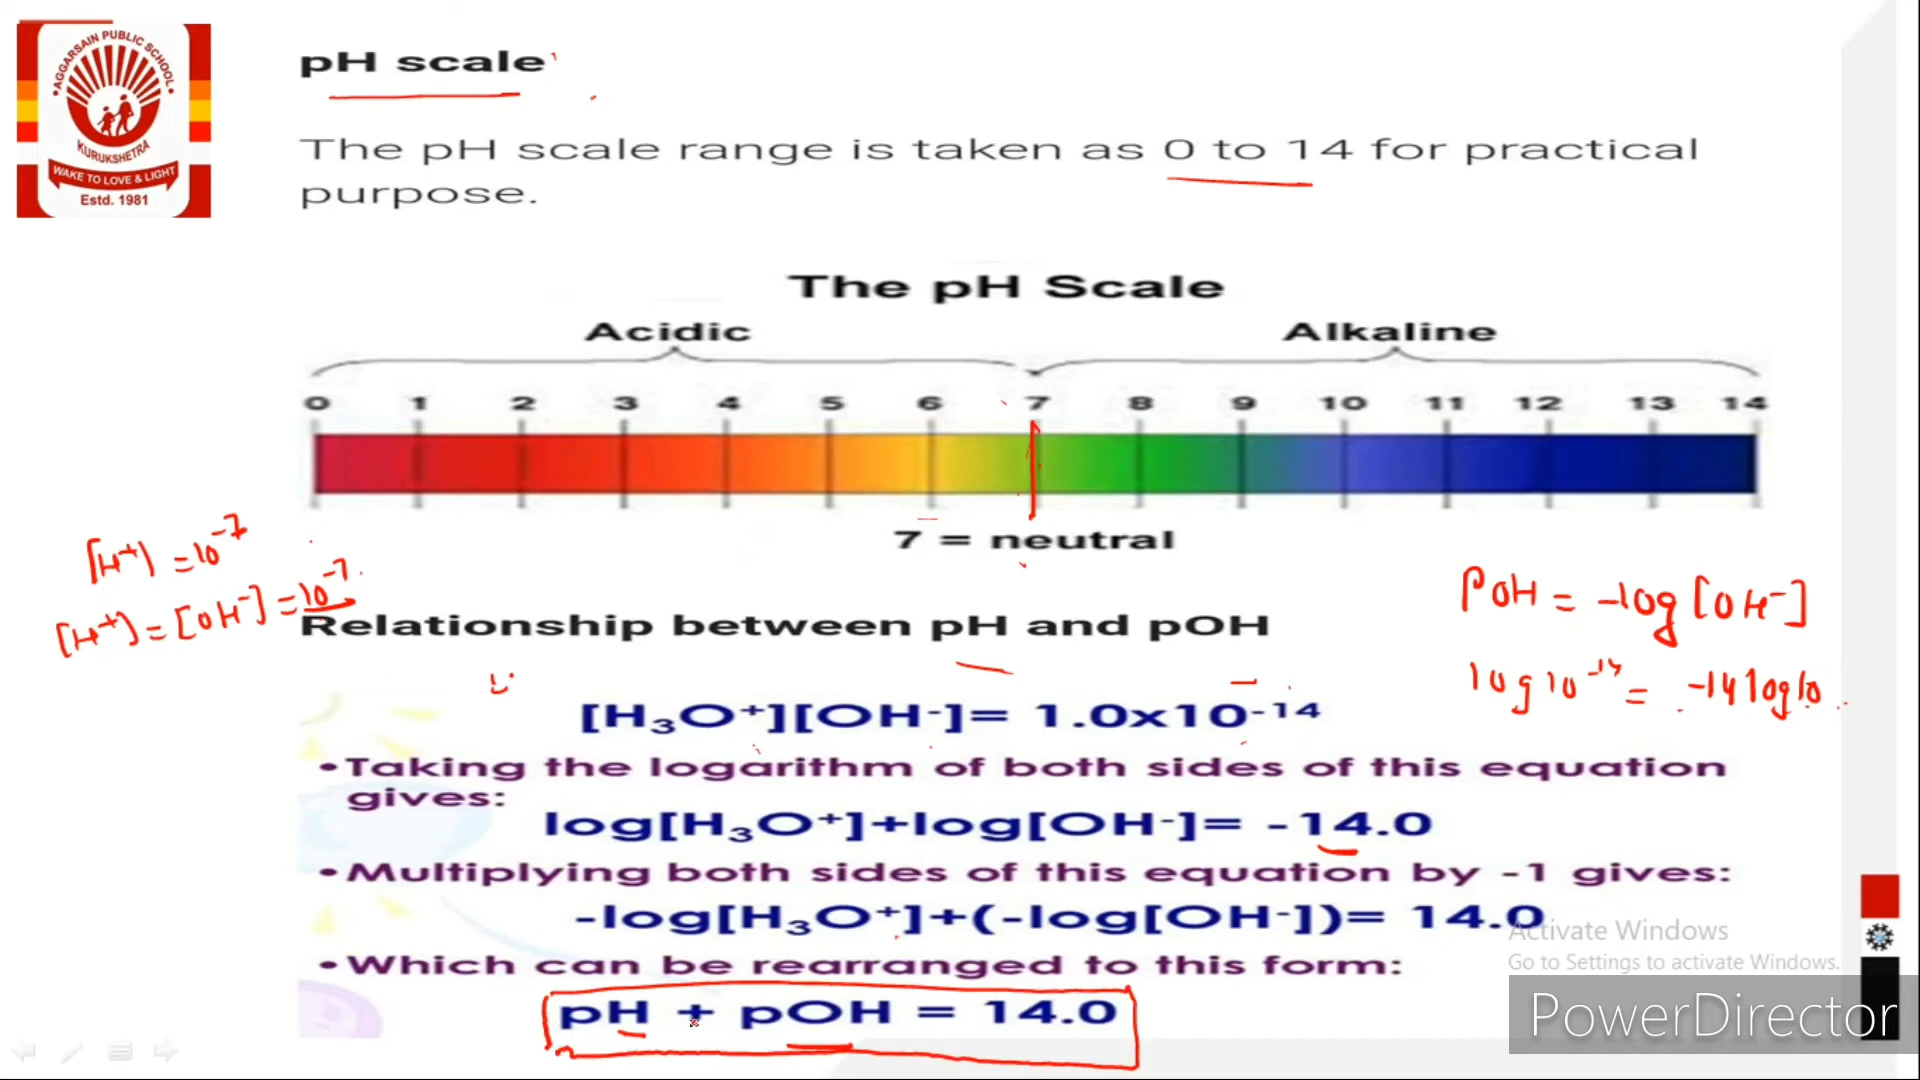 AGGARSAIN PUBLIC SCHOOL
KURUKSHETRA
WAKE TO LOVE & LIGHT
Estd. 1981
pH scale
The pH scale range is taken as 0 to 14 for practical
purpose.
The pH Scale
Acidic Alkaline
0 1 2 3 4 5 6 7 8 9 10 11 12 13 14
7 = neutral
[H⁺) = 10⁻⁷
[H⁺) = [OH⁻] = 10⁻⁷
Relationship between pH and pOH
POH = -log [OH⁻]
log 10⁻¹⁴ = -14 log 10
[H₃O⁺][OH⁻]= 1.0x10⁻¹⁴
•Taking the logarithm of both sides of this equation
gives:
log[H₃O⁺]+log[OH⁻]= -14.0
•Multiplying both sides of this equation by -1 gives:
-log[H₃O⁺]+(-log[OH⁻])= 14.0
•Which can be rearranged to this form:
pH + pOH = 14.0
Activate Windows
Go to Settings to activate Windows.
PowerDirector